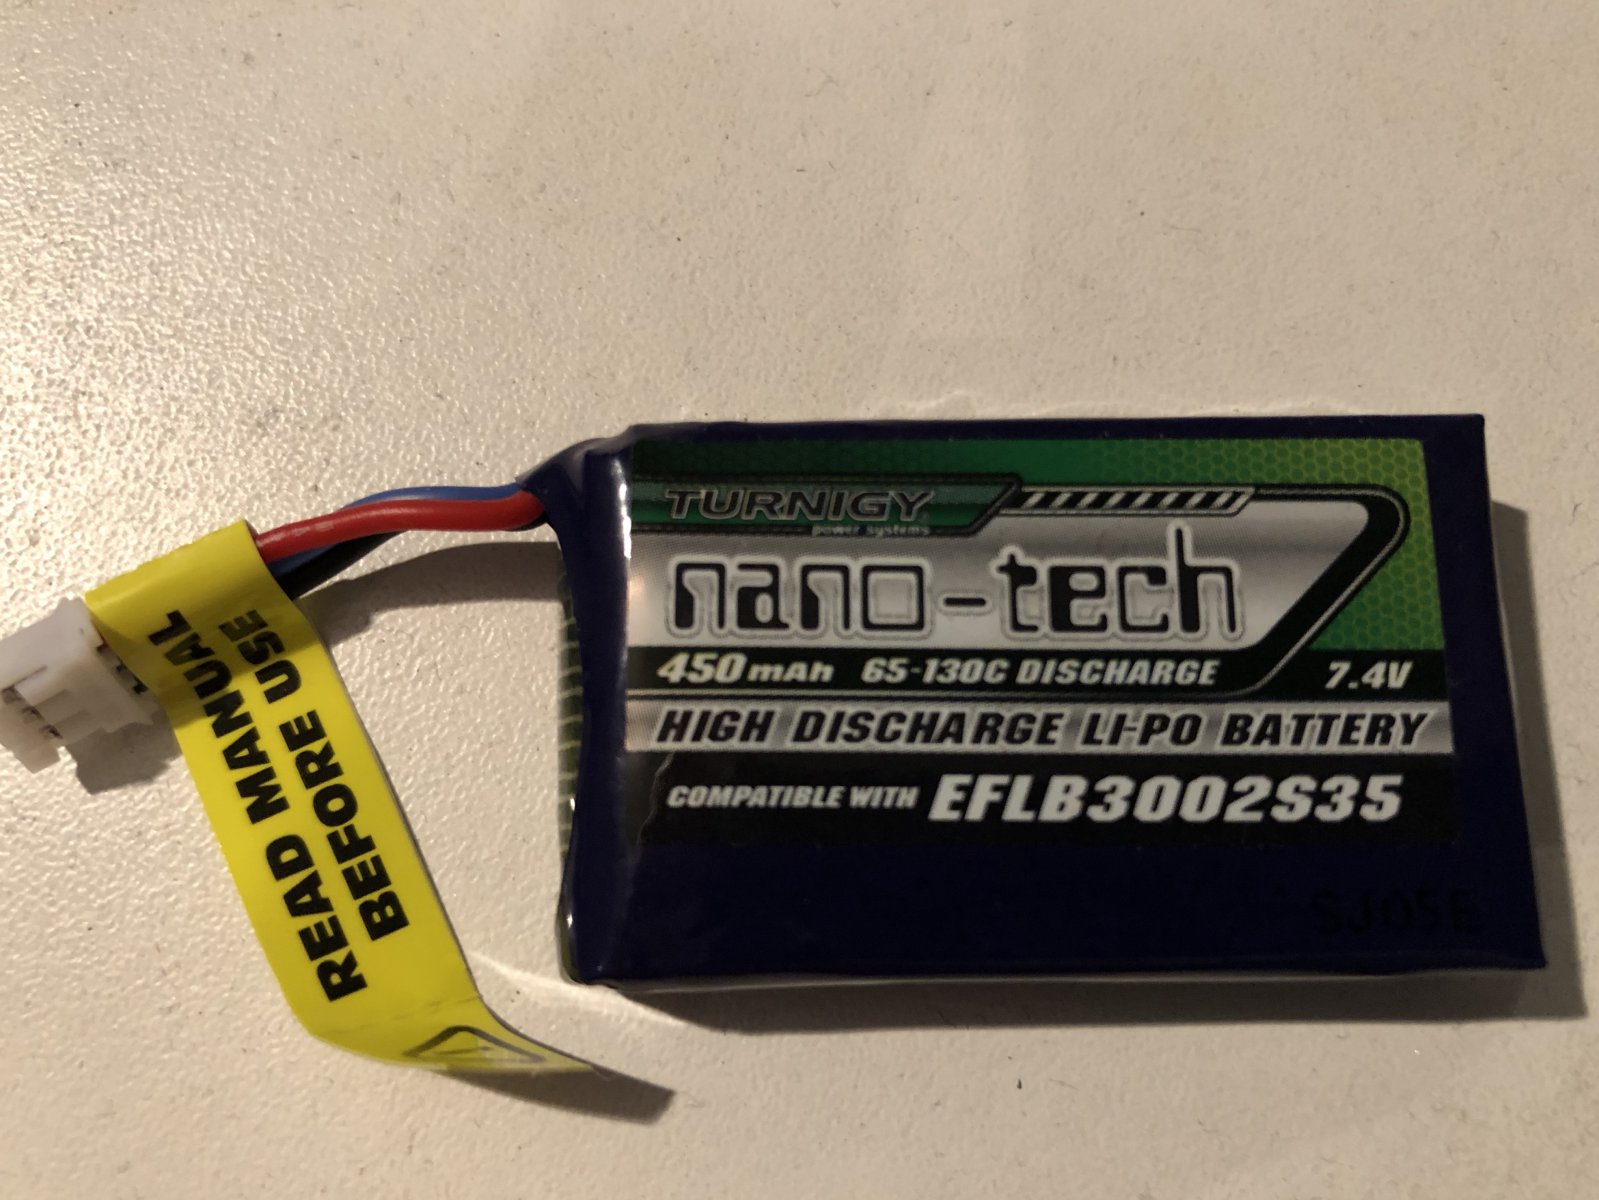 TURNIGY
power systems
nano-tech
450mAh 65-130C DISCHARGE 7.4V
HIGH DISCHARGE LI-PO BATTERY
COMPATIBLE WITH EFLB3002S35
SJ05E
READ MANUAL
BEFORE USE